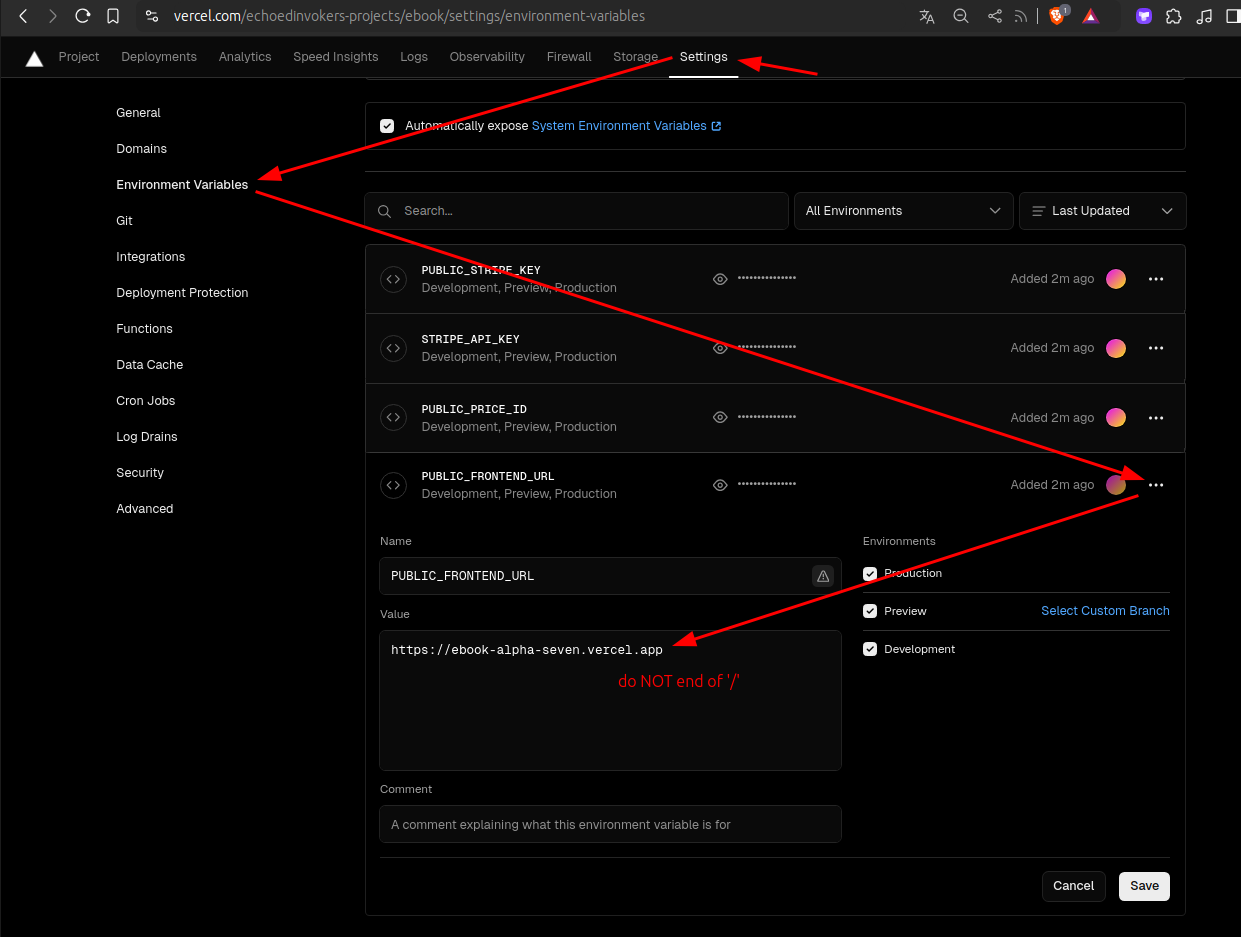 vercel.com/echoedinvokers-projects/ebook/settings/environment-variables
1
Project Deployments Analytics Speed Insights Logs Observability Firewall Storage Settings
General
Domains
Environment Variables
Git
Integrations
Deployment Protection
Functions
Data Cache
Cron Jobs
Log Drains
Security
Advanced
Automatically expose System Environment Variables
Search...
All Environments
Last Updated
PUBLIC_STRIPE_KEY
Development, Preview, Production
Added 2m ago
STRIPE_API_KEY
Development, Preview, Production
Added 2m ago
PUBLIC_PRICE_ID
Development, Preview, Production
Added 2m ago
PUBLIC_FRONTEND_URL
Development, Preview, Production
Added 2m ago
Name
PUBLIC_FRONTEND_URL
Value
https://ebook-alpha-seven.vercel.app
do NOT end of '/'
Comment
A comment explaining what this environment variable is for
Environments
Production
Preview
Select Custom Branch
Development
Cancel
Save